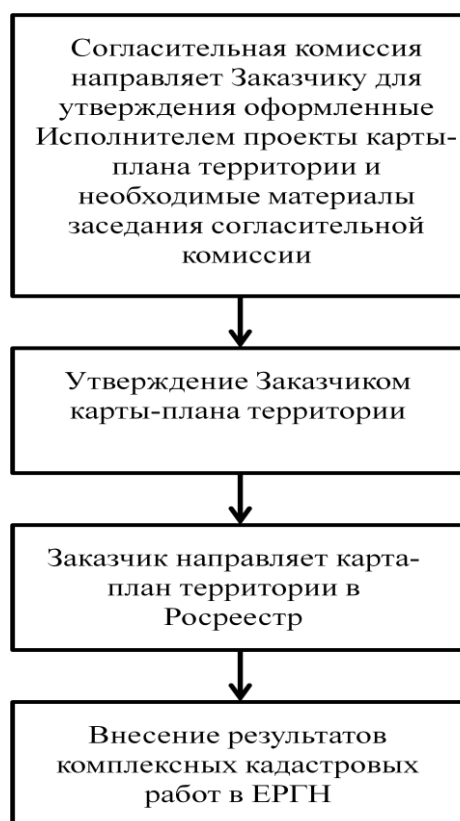 Согласительная комиссия
направляет Заказчику для
утверждения оформленные
Исполнителем проекты карты-
плана территории и
необходимые материалы
заседания согласительной
комиссии
Утверждение Заказчиком
карты-плана территории
Заказчик направляет карта-
план территории в
Росреестр
Внесение результатов
комплексных кадастровых
работ в ЕРГН